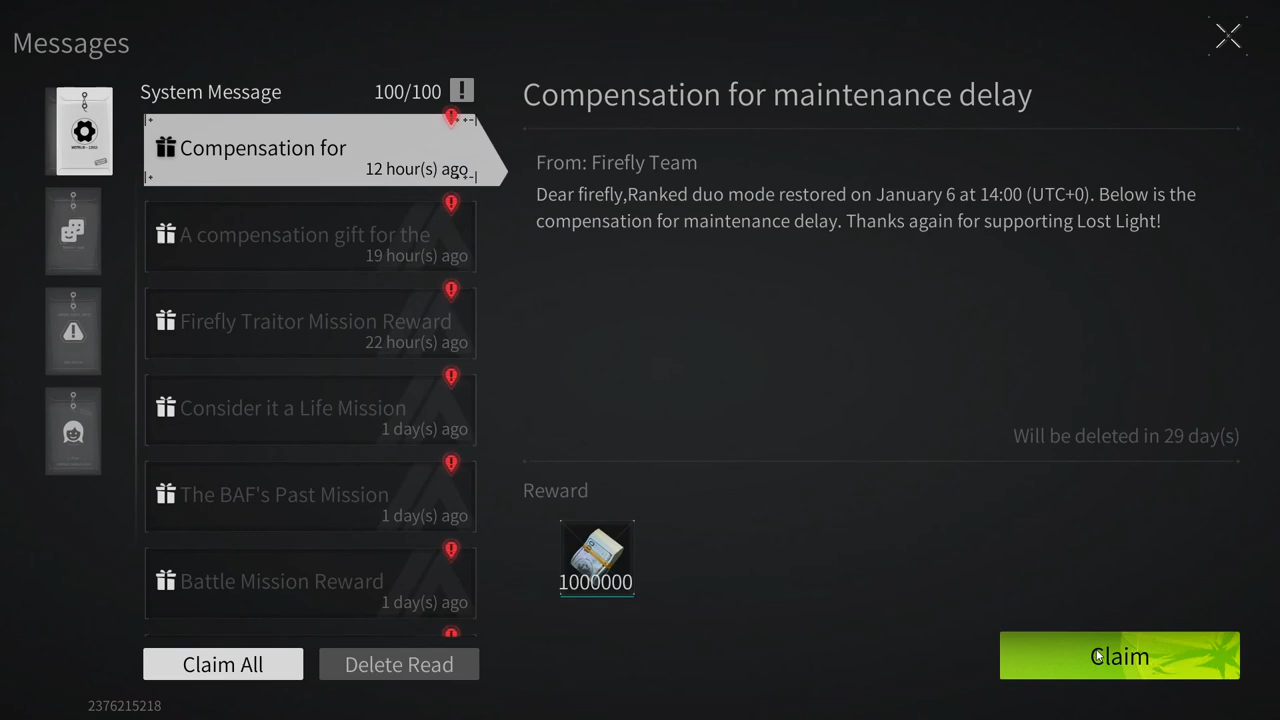 Messages
System Message 100/100
Compensation for
12 hour(s) ago
A compensation gift for the
19 hour(s) ago
Firefly Traitor Mission Reward
22 hour(s) ago
Consider it a Life Mission
1 day(s) ago
The BAF's Past Mission
1 day(s) ago
Battle Mission Reward
1 day(s) ago
Claim All
Delete Read
2376215218
Compensation for maintenance delay
From: Firefly Team
Dear firefly,Ranked duo mode restored on January 6 at 14:00 (UTC+0). Below is the
compensation for maintenance delay. Thanks again for supporting Lost Light!
Will be deleted in 29 day(s)
Reward
1000000
Claim